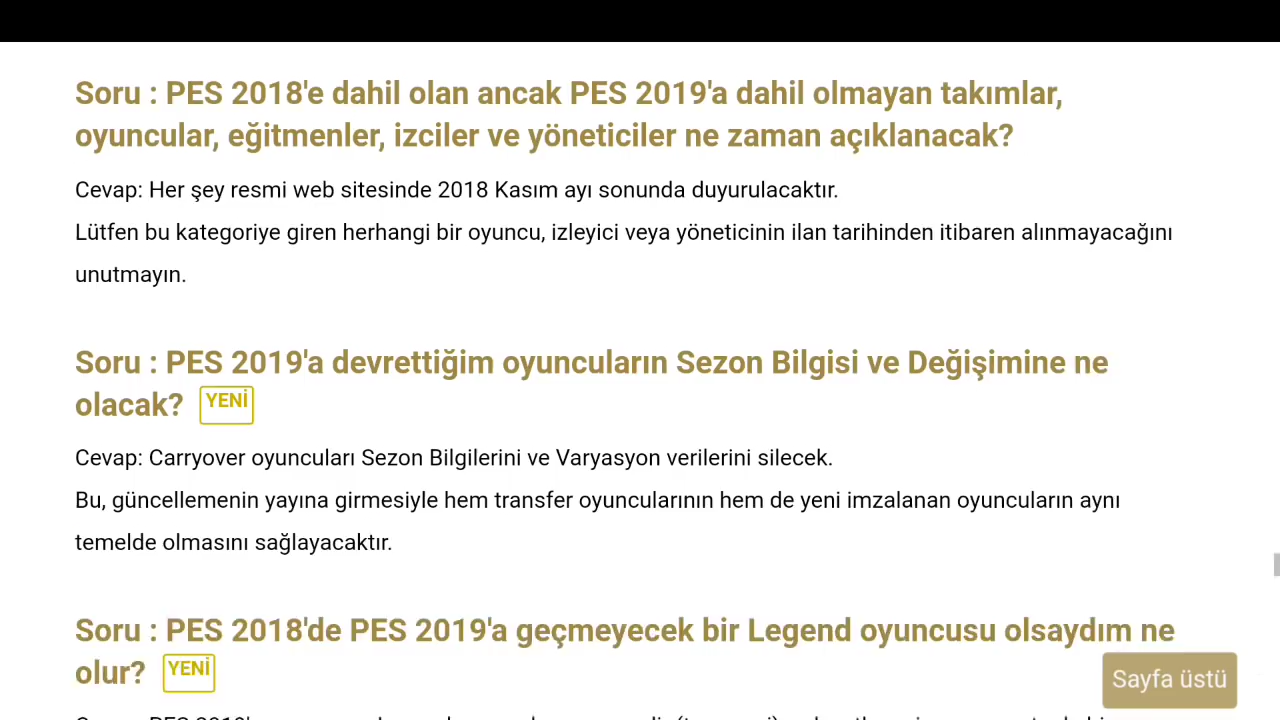 Soru : PES 2018'e dahil olan ancak PES 2019'a dahil olmayan takımlar,
oyuncular, eğitmenler, izciler ve yöneticiler ne zaman açıklanacak?
Cevap: Her şey resmi web sitesinde 2018 Kasım ayı sonunda duyurulacaktır.
Lütfen bu kategoriye giren herhangi bir oyuncu, izleyici veya yöneticinin ilan tarihinden itibaren alınmayacağını
unutmayın.
Soru : PES 2019'a devrettiğim oyuncuların Sezon Bilgisi ve Değişimine ne
olacak? YENİ
Cevap: Carryover oyuncuları Sezon Bilgilerini ve Varyasyon verilerini silecek.
Bu, güncellemenin yayına girmesiyle hem transfer oyuncularının hem de yeni imzalanan oyuncuların aynı
temelde olmasını sağlayacaktır.
Soru : PES 2018'de PES 2019'a geçmeyecek bir Legend oyuncusu olsaydım ne
olur? YENİ
Sayfa üstü